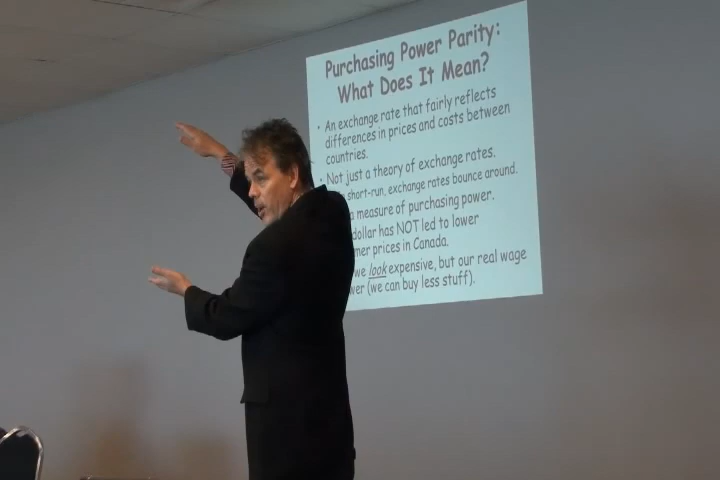 Purchasing Power Parity:
What Does It Mean?
• An exchange rate that fairly reflects
differences in prices and costs between
countries.
• Not just a theory of exchange rates.
short-run, exchange rates bounce around.
a measure of purchasing power.
dollar has NOT led to lower
prices in Canada.
we look expensive, but our real wage
(we can buy less stuff).